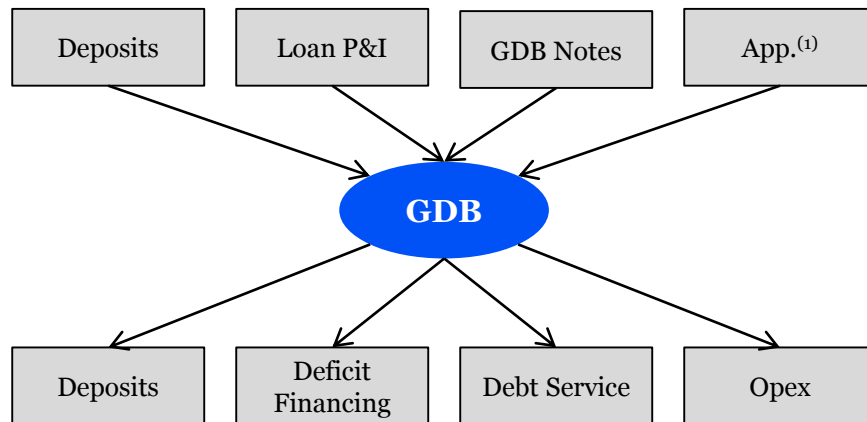 Deposits
Loan P&I
GDB Notes
App.(1)
GDB
Deposits
Deficit
Financing
Debt Service
Opex